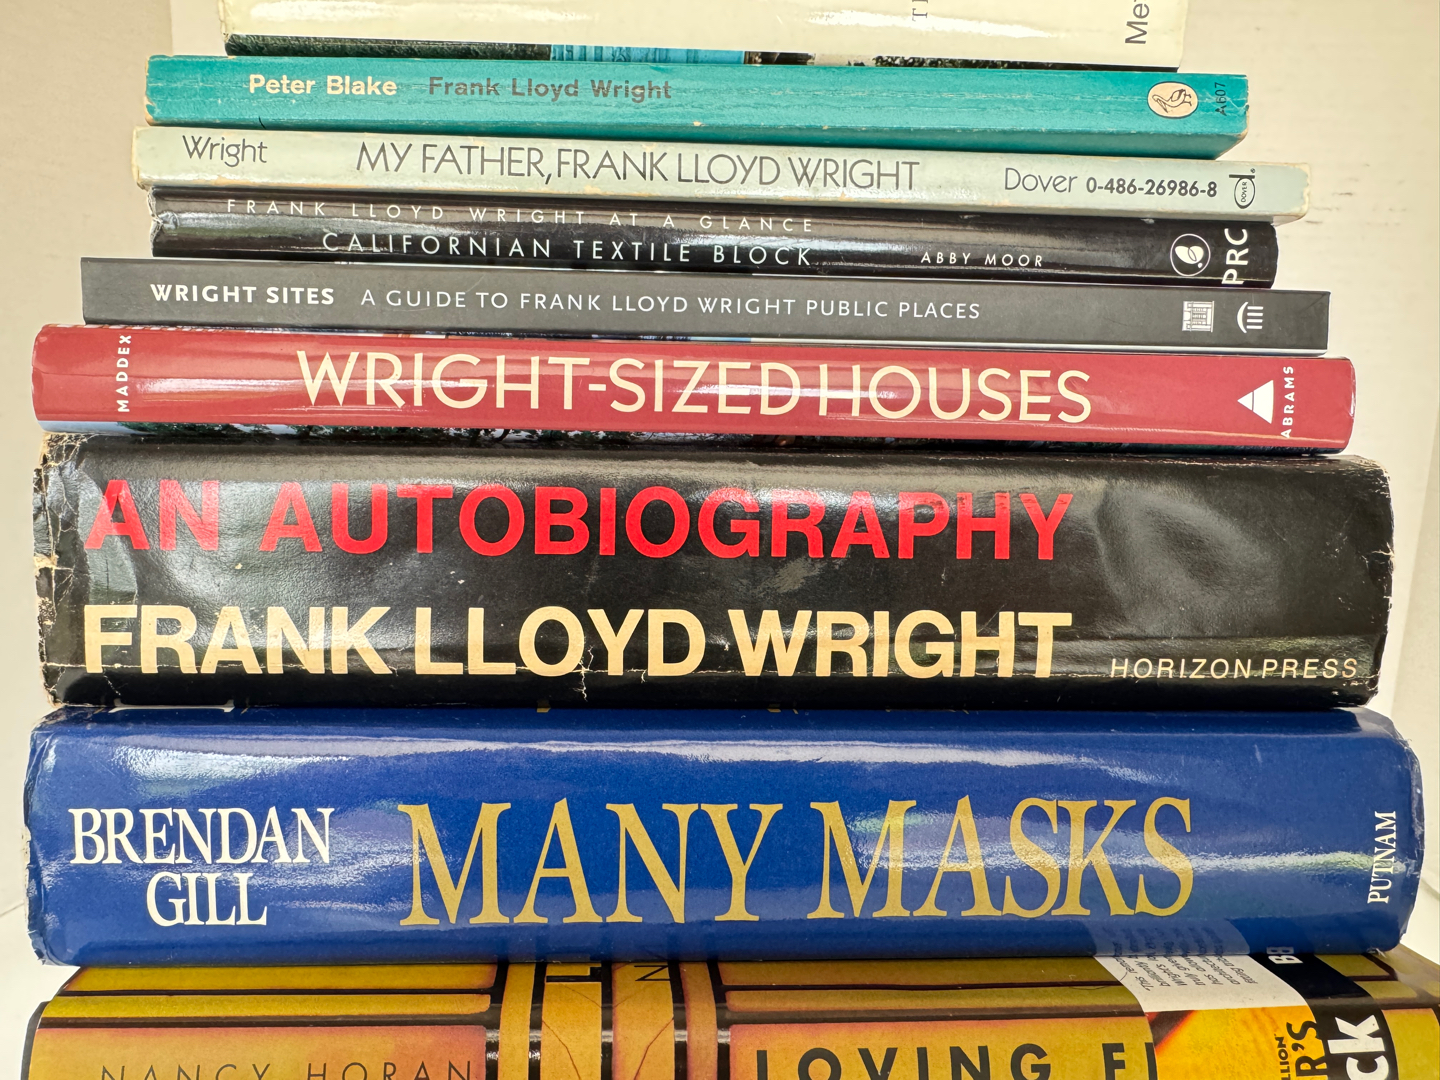 Me
Peter Blake Frank Lloyd Wright A607
Wright MY FATHER, FRANK LLOYD WRIGHT Dover 0-486-26986-8 DOVER
FRANK LLOYD WRIGHT AT A GLANCE
CALIFORNIAN TEXTILE BLOCK ABBY MOOR PRC
WRIGHT SITES A GUIDE TO FRANK LLOYD WRIGHT PUBLIC PLACES
MADDEX WRIGHT-SIZED HOUSES ABRAMS
AN AUTOBIOGRAPHY
FRANK LLOYD WRIGHT HORIZON PRESS
BRENDAN
GILL
MANY MASKS
PUTNAM
NANCY HORAN LOVING F